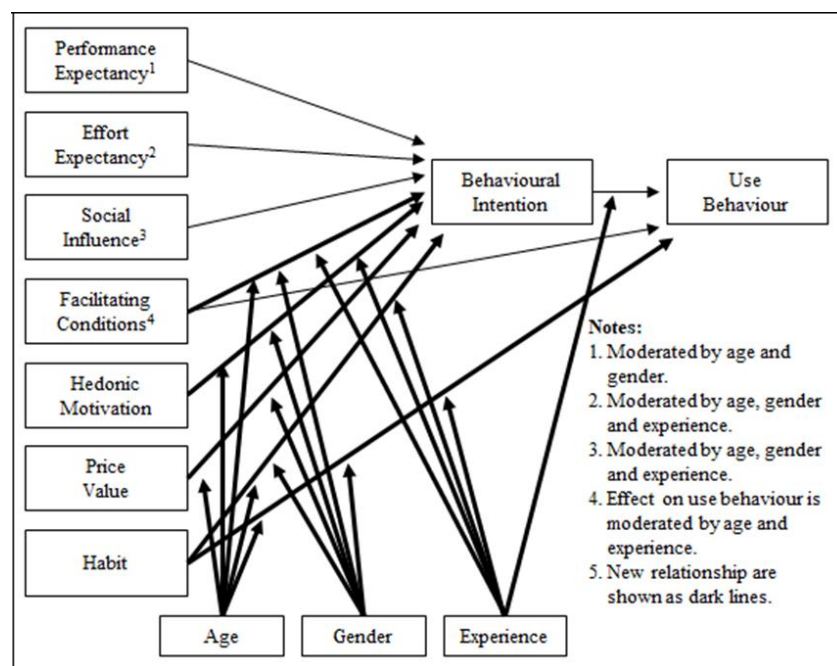 Performance
Expectancy1
Effort
Expectancy2
Social
Influence3
Facilitating
Conditions4
Hedonic
Motivation
Price
Value
Habit
Behavioural
Intention
Use
Behaviour
Notes:
1. Moderated by age and
gender.
2. Moderated by age, gender
and experience.
3. Moderated by age, gender
and experience.
4. Effect on use behaviour is
moderated by age and
experience.
5. New relationship are
shown as dark lines.
Age
Gender
Experience